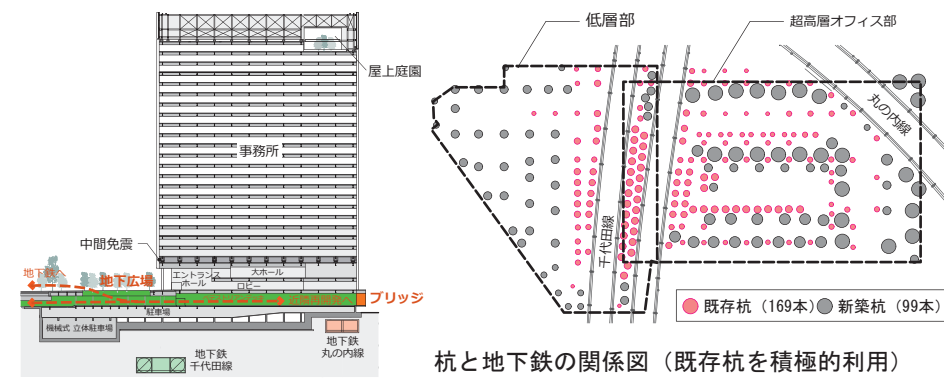 屋上庭園
事務所
中間免震
地下鉄へ
地下広場
エントランス
ホール
大ホール
ロビー
近隣再開発へ
ブリッジ
駐車場
機械式 立体駐車場
地下鉄
千代田線
地下鉄
丸の内線
低層部
超高層オフィス部
丸の内線
千代田線
既存杭(169本)
新築杭(99本)
杭と地下鉄の関係図(既存杭を積極的利用)